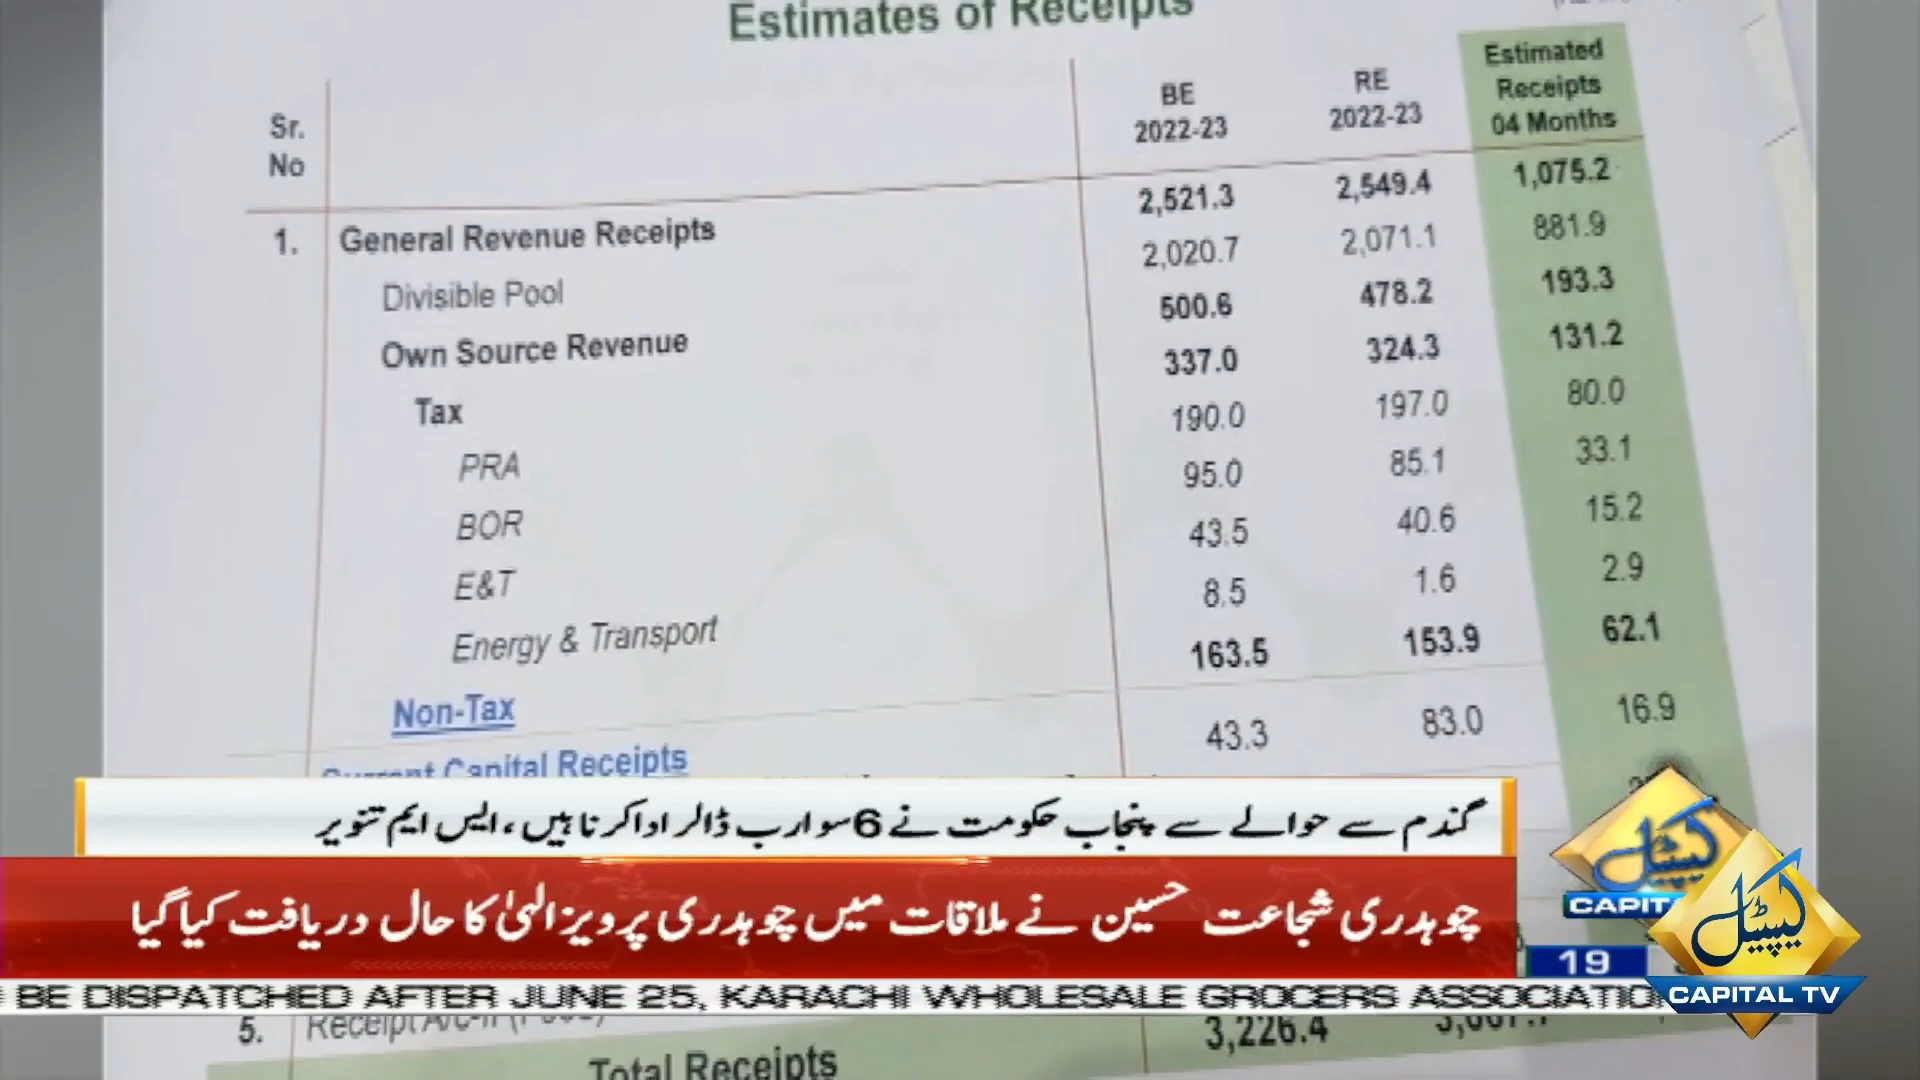 Estimates of Receipts
Sr. No
BE 2022-23
RE 2022-23
Estimated Receipts 04 Months
1. General Revenue Receipts 2,521.3 2,549.4 1,075.2
Divisible Pool 2,020.7 2,071.1 881.9
Own Source Revenue 500.6 478.2 193.3
Tax 337.0 324.3 131.2
PRA 190.0 197.0 80.0
BOR 95.0 85.1 33.1
E&T 43.5 40.6 15.2
Energy & Transport 8.5 1.6 2.9
Non-Tax 163.5 153.9 62.1
Current Capital Receipts 43.3 83.0 16.9
گندم سے حوالے سے پنجاب حکومت نے 6سو ارب ڈالر ادا کرنا ہیں، ایس ایم تنویر
چوہدری شجاعت حسین نے ملاقات میں چوہدری پرویز الہیٰ کا حال دریافت کیا گیا
کیپیٹل
CAPITA
کیپیٹل
CAPITAL TV
19
BE DISPATCHED AFTER JUNE 25, KARACHI WHOLESALE GROCERS ASSOCIATIO
5. Receipt A/C-II
Total Receipts 3,226.4